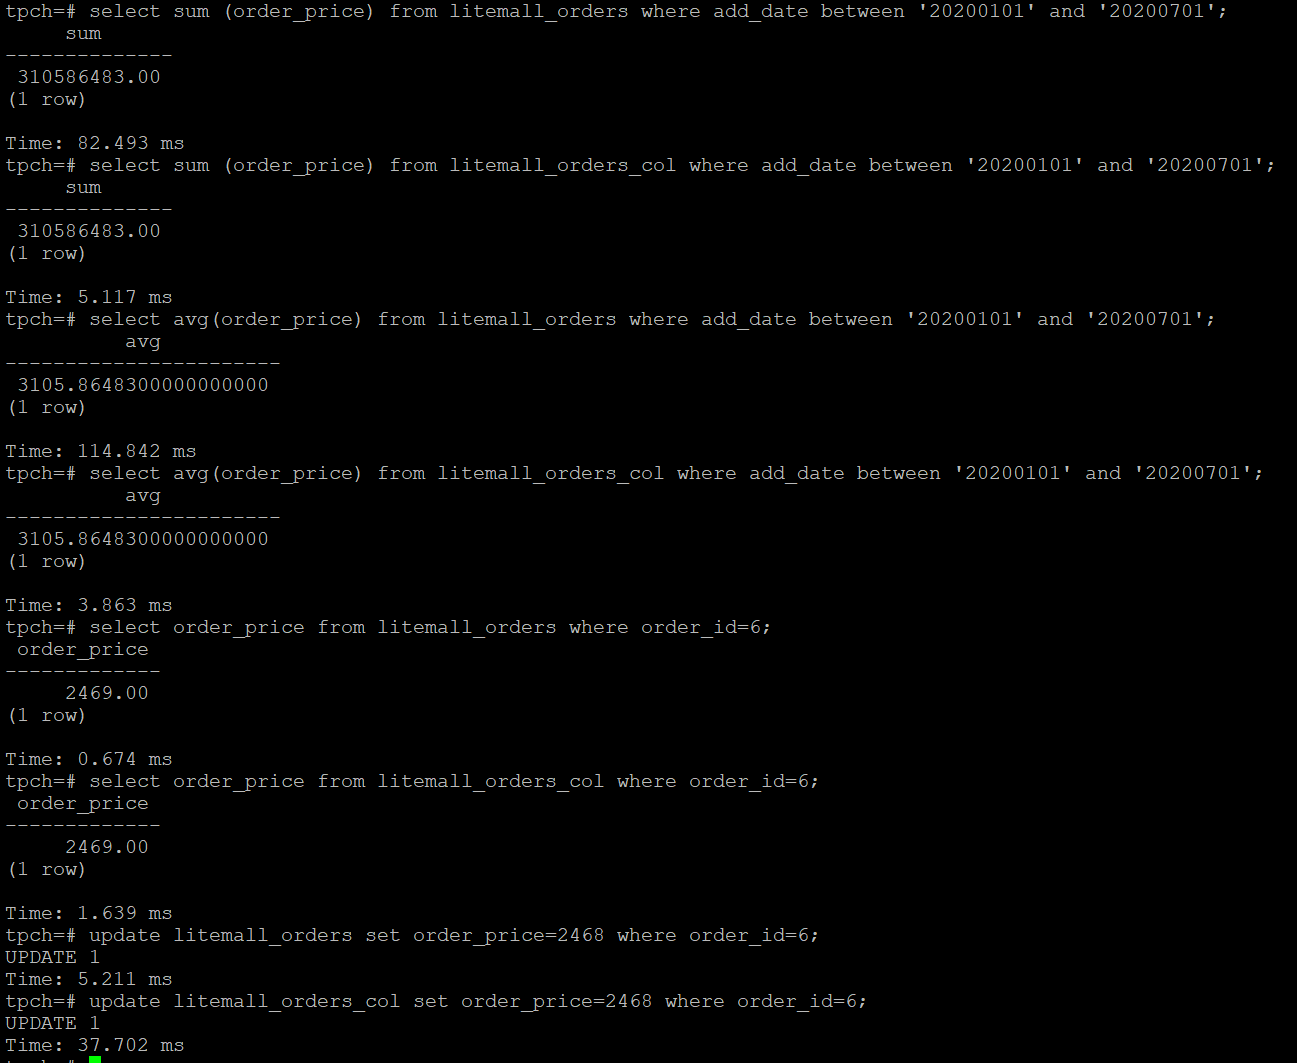 tpch=# select sum (order_price) from litemall_orders where add_date between '20200101' and '20200701';
sum
--------------
310586483.00
(1 row)
Time: 82.493 ms
tpch=# select sum (order_price) from litemall_orders_col where add_date between '20200101' and '20200701';
sum
--------------
310586483.00
(1 row)
Time: 5.117 ms
tpch=# select avg(order_price) from litemall_orders where add_date between '20200101' and '20200701';
avg
-----------------------
3105.8648300000000000
(1 row)
Time: 114.842 ms
tpch=# select avg(order_price) from litemall_orders_col where add_date between '20200101' and '20200701';
avg
-----------------------
3105.8648300000000000
(1 row)
Time: 3.863 ms
tpch=# select order_price from litemall_orders where order_id=6;
order_price
-------------
2469.00
(1 row)
Time: 0.674 ms
tpch=# select order_price from litemall_orders_col where order_id=6;
order_price
-------------
2469.00
(1 row)
Time: 1.639 ms
tpch=# update litemall_orders set order_price=2468 where order_id=6;
UPDATE 1
Time: 5.211 ms
tpch=# update litemall_orders_col set order_price=2468 where order_id=6;
UPDATE 1
Time: 37.702 ms